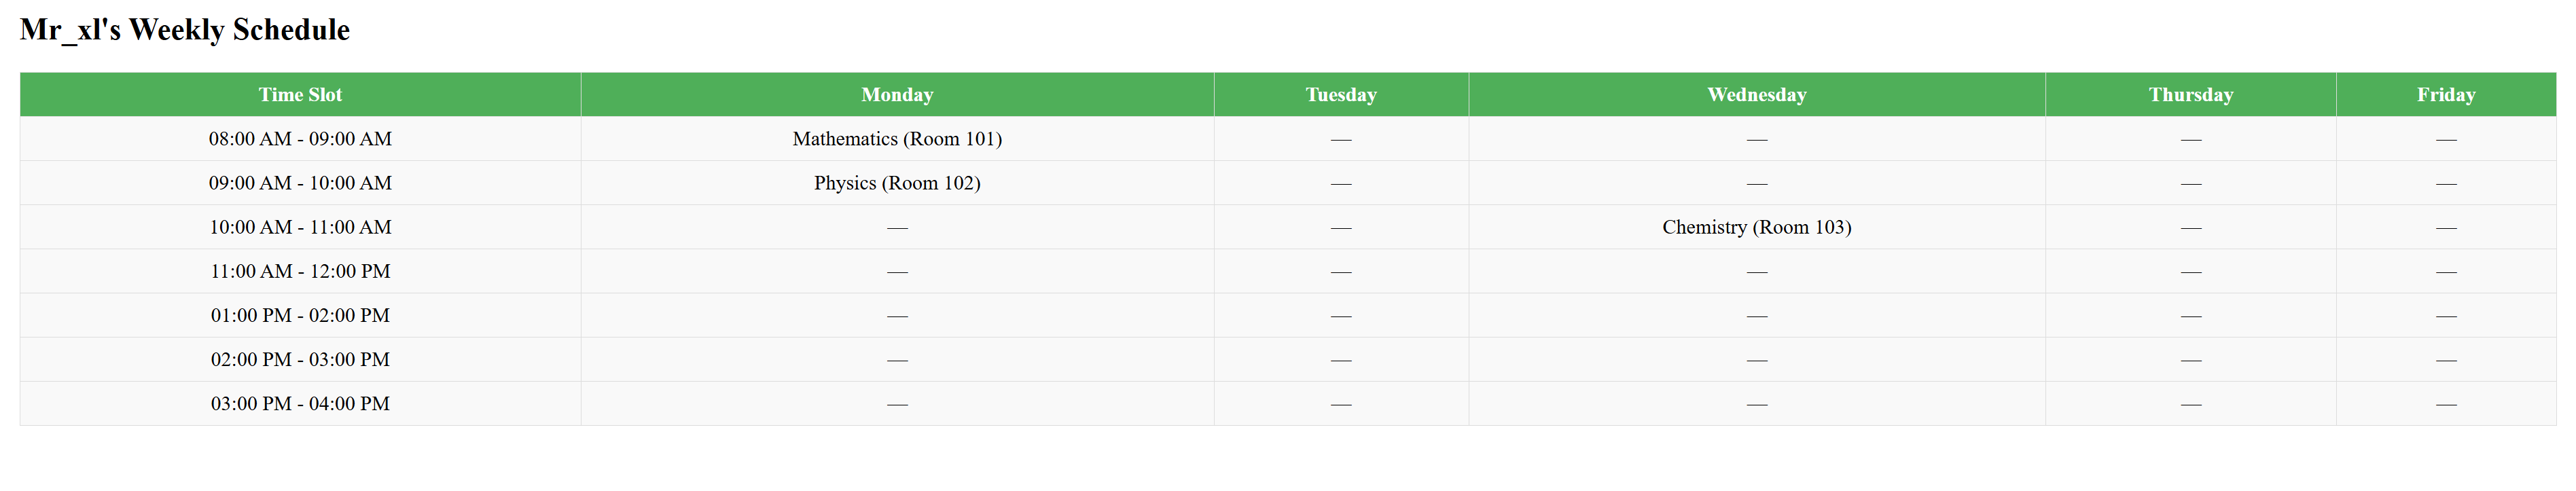 Mr_xl's Weekly Schedule
Time Slot Monday Tuesday Wednesday Thursday Friday
08:00 AM - 09:00 AM Mathematics (Room 101) — — — —
09:00 AM - 10:00 AM Physics (Room 102) — — — —
10:00 AM - 11:00 AM — — Chemistry (Room 103) — —
11:00 AM - 12:00 PM — — — — —
01:00 PM - 02:00 PM — — — — —
02:00 PM - 03:00 PM — — — — —
03:00 PM - 04:00 PM — — — — —